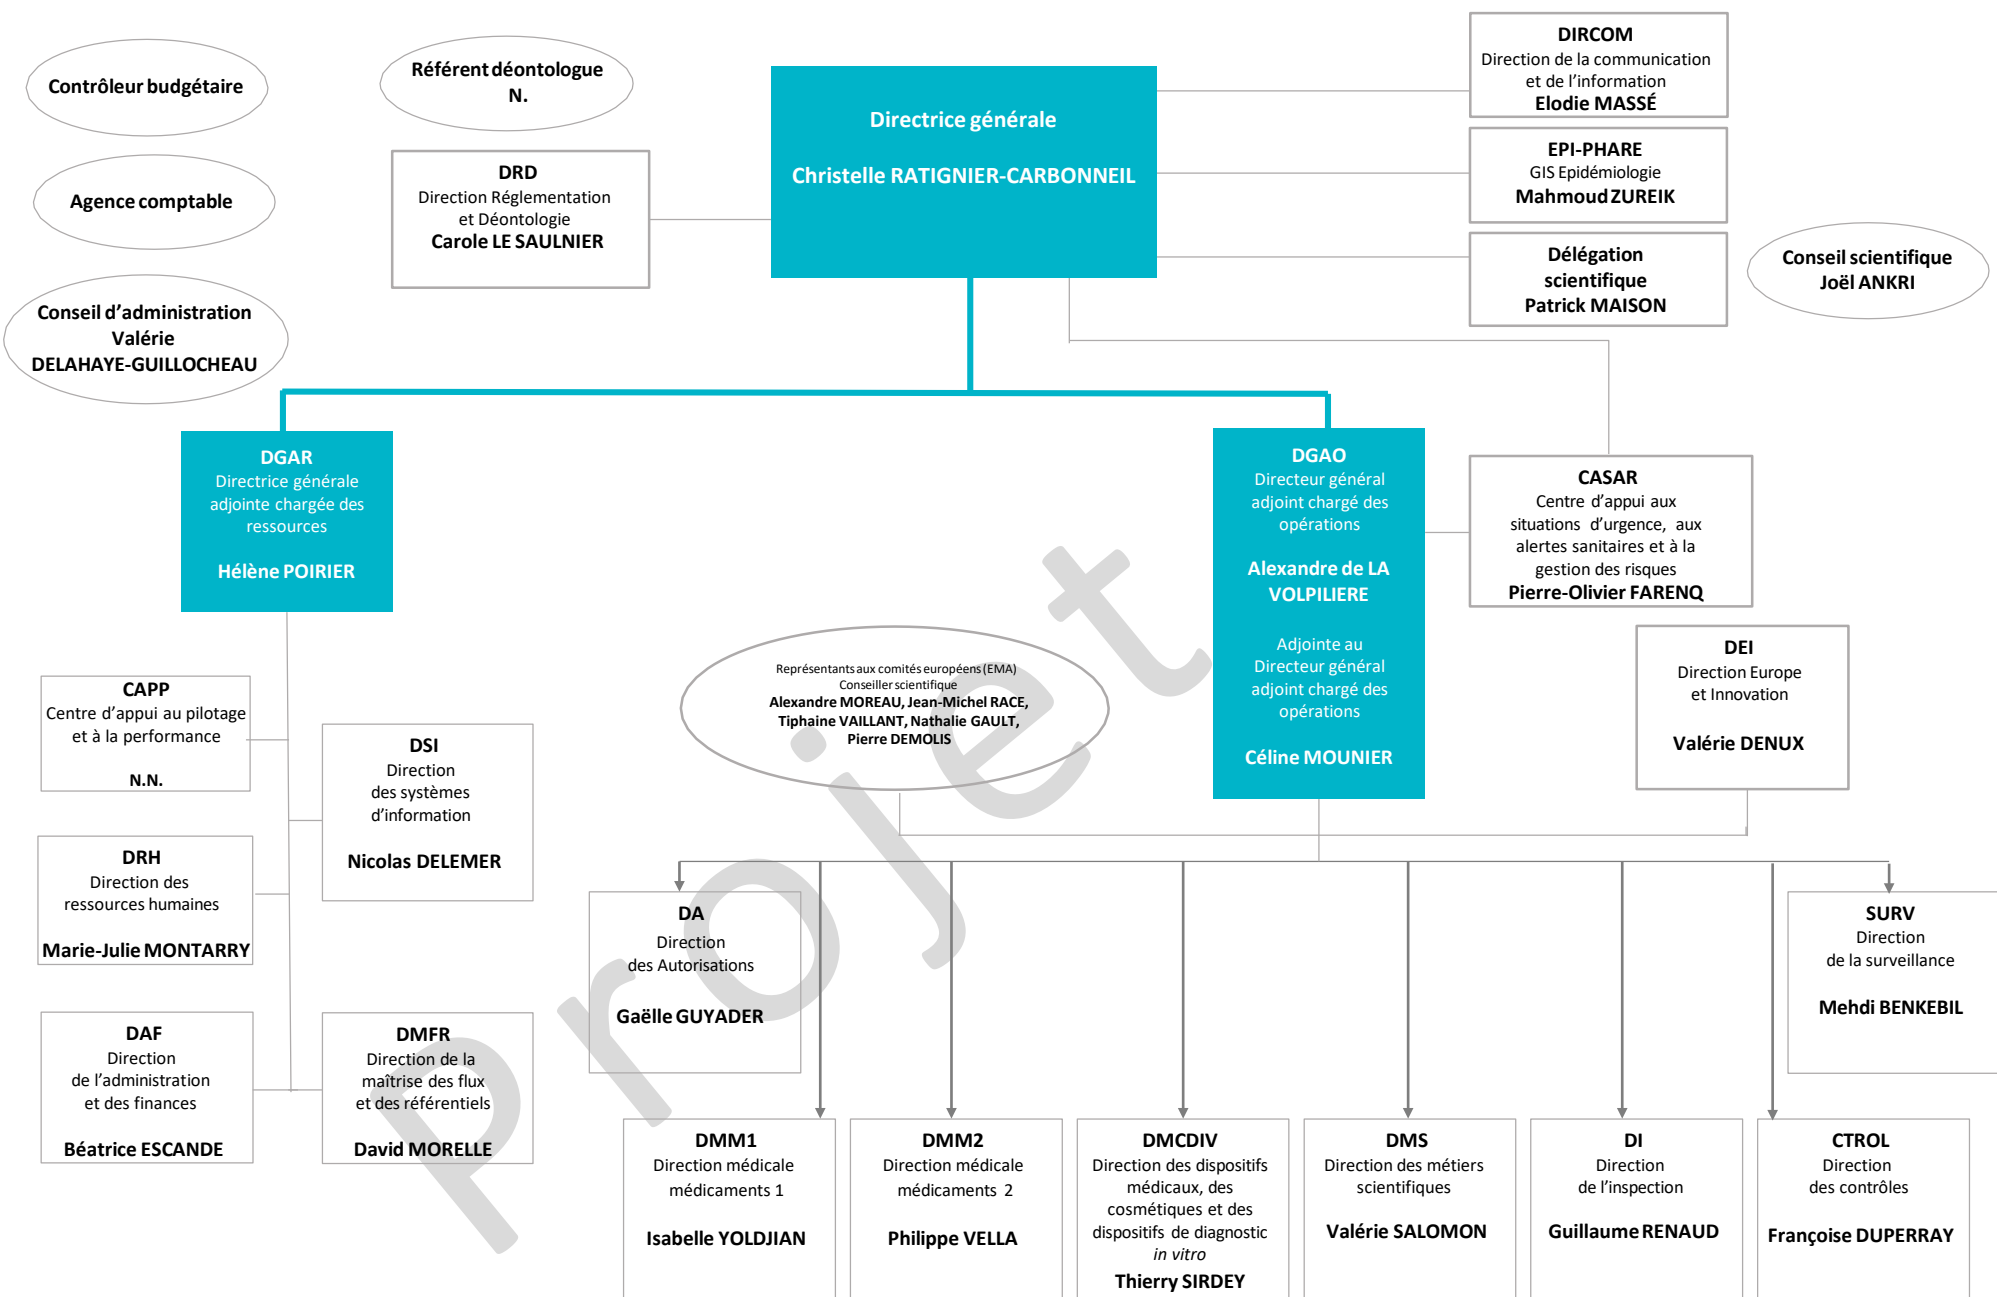 Contrôleur budgétaire
Référent déontologue
N.
Directrice générale
Christelle RATIGNIER-CARBONNEIL
DIRCOM
Direction de la communication
et de l'information
Elodie MASSÉ
EPI-PHARE
GIS Epidémiologie
Mahmoud ZUREIK
Agence comptable
DRD
Direction Réglementation
et Déontologie
Carole LE SAULNIER
Délégation
scientifique
Patrick MAISON
Conseil scientifique
Joël ANKRI
Conseil d'administration
Valérie
DELAHAYE-GUILLOCHEAU
DGAR
Directrice générale
adjointe chargée des
ressources
Hélène POIRIER
DGAO
Directeur général
adjoint chargé des
opérations
Alexandre de LA
VOLPILIERE
Adjointe au
Directeur général
adjoint chargé des
opérations
Céline MOUNIER
CASAR
Centre d'appui aux
situations d'urgence, aux
alertes sanitaires et à la
gestion des risques
Pierre-Olivier FARENQ
Représentants aux comités européens (EMA)
Conseiller scientifique
Alexandre MOREAU, Jean-Michel RACE,
Tiphaine VAILLANT, Nathalie GAULT,
Pierre DEMOLIS
DEI
Direction Europe
et Innovation
Valérie DENUX
CAPP
Centre d'appui au pilotage
et à la performance
N.N.
DSI
Direction
des systèmes
d'information
Nicolas DELEMER
DRH
Direction des
ressources humaines
Marie-Julie MONTARRY
DAF
Direction
de l'administration
et des finances
Béatrice ESCANDE
DMFR
Direction de la
maîtrise des flux
et des référentiels
David MORELLE
DA
Direction
des Autorisations
Gaëlle GUYADER
SURV
Direction
de la surveillance
Mehdi BENKEBIL
DMM1
Direction médicale
médicaments 1
Isabelle YOLDJIAN
DMM2
Direction médicale
médicaments 2
Philippe VELLA
DMCDIV
Direction des dispositifs
médicaux, des
cosmétiques et des
dispositifs de diagnostic
in vitro
Thierry SIRDEY
DMS
Direction des métiers
scientifiques
Valérie SALOMON
DI
Direction
de l'inspection
Guillaume RENAUD
CTROL
Direction
des contrôles
Françoise DUPERRAY
Projet